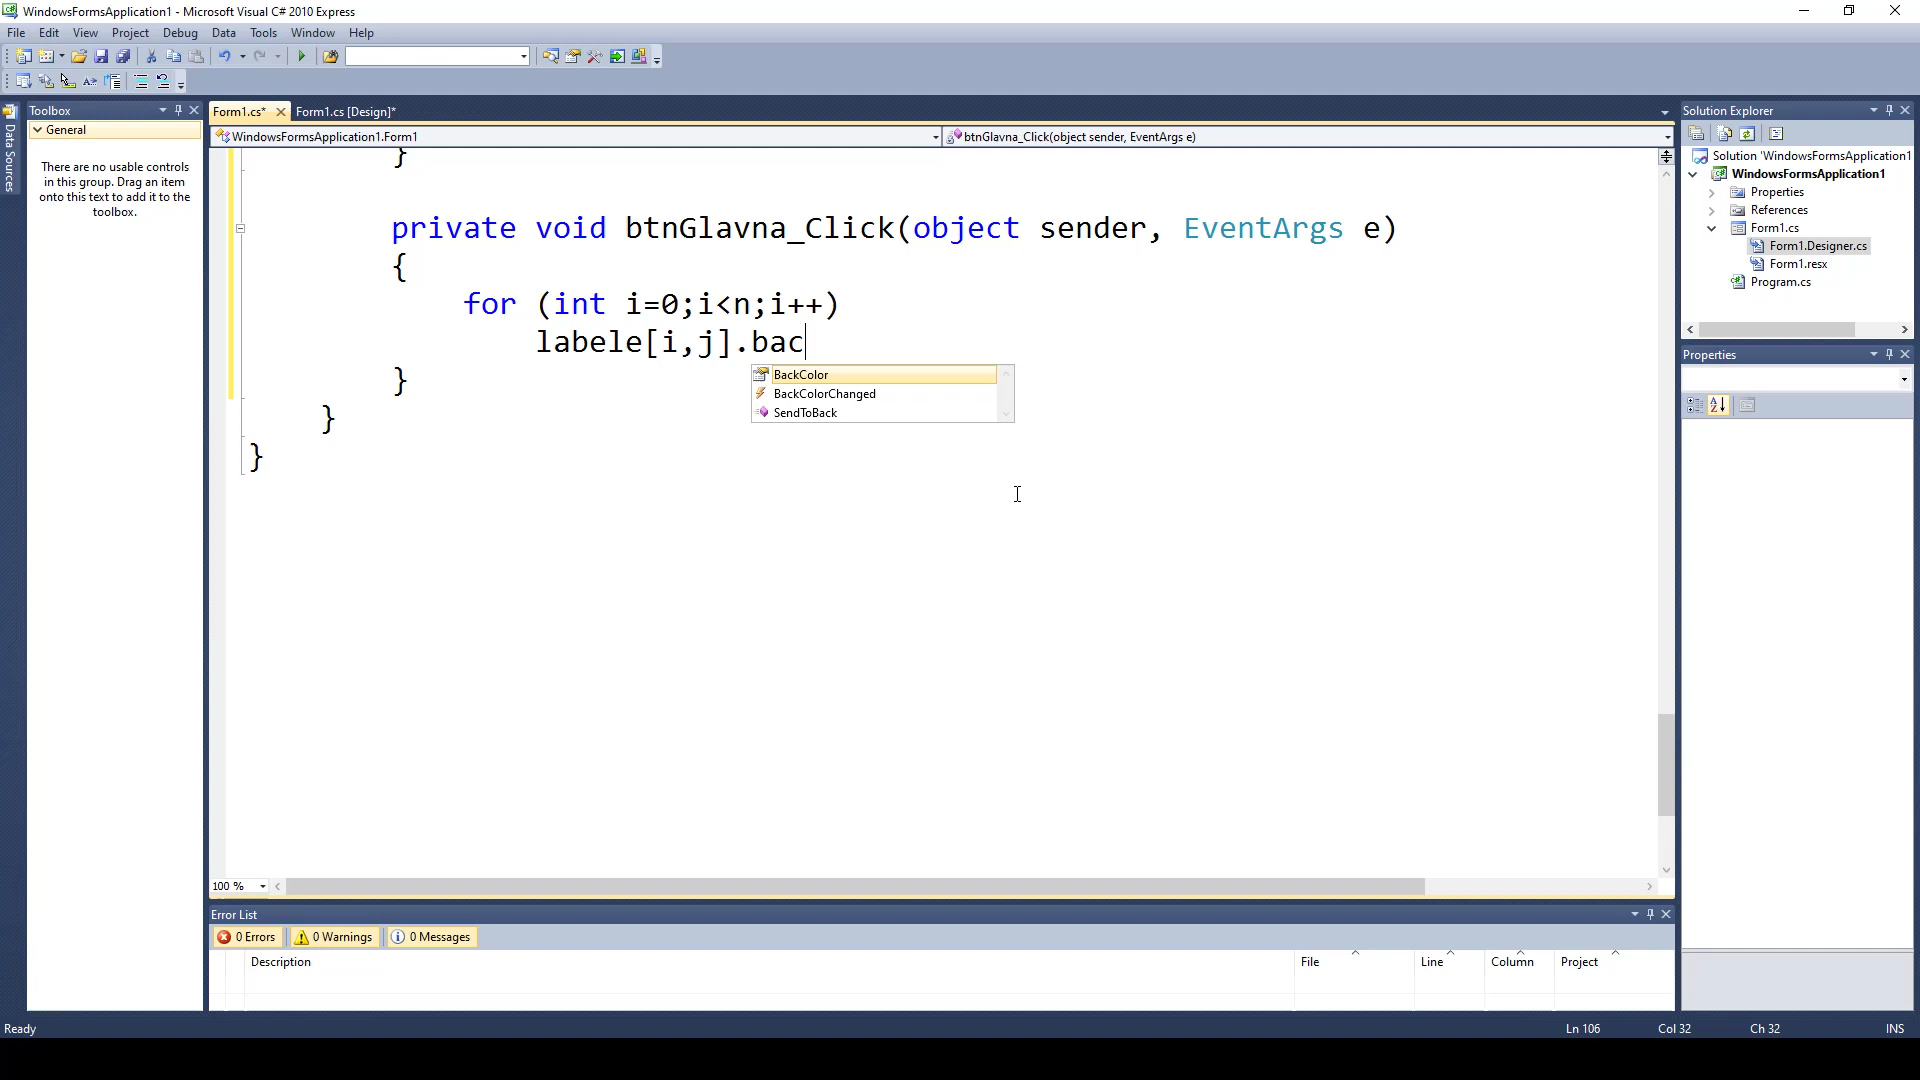 WindowsFormsApplication1 - Microsoft Visual C# 2010 Express
File Edit View Project Debug Data Tools Window Help
Toolbox
Form1.cs* Form1.cs [Design]*
Solution Explorer
General
WindowsFormsApplication1.Form1 btnGlavna_Click(object sender, EventArgs e)
Data Sources
There are no usable controls
in this group. Drag an item
onto this text to add it to the
toolbox.
}
private void btnGlavna_Click(object sender, EventArgs e)
{
for (int i=0;i<n;i++)
labele[i,j].bac
}
}
}
BackColor
BackColorChanged
SendToBack
Solution 'WindowsFormsApplication1
WindowsFormsApplication1
Properties
References
Form1.cs
Form1.Designer.cs
Form1.resx
Program.cs
Properties
100 %
Error List
0 Errors 0 Warnings 0 Messages
Description File Line Column Project
Ready Ln 106 Col 32 Ch 32 INS